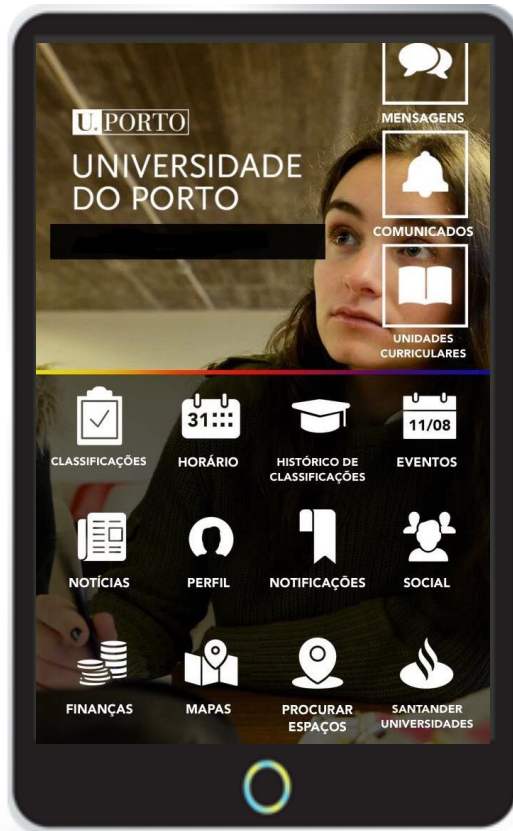 MENSAGENS
U. PORTO
UNIVERSIDADE
DO PORTO
COMUNICADOS
UNIDADES
CURRICULARES
CLASSIFICAÇÕES
31
HORÁRIO
HISTÓRICO DE
CLASSIFICAÇÕES
11/08
EVENTOS
NOTÍCIAS
PERFIL
NOTIFICAÇÕES
SOCIAL
FINANÇAS
MAPAS
PROCURAR
ESPAÇOS
SANTANDER
UNIVERSIDADES